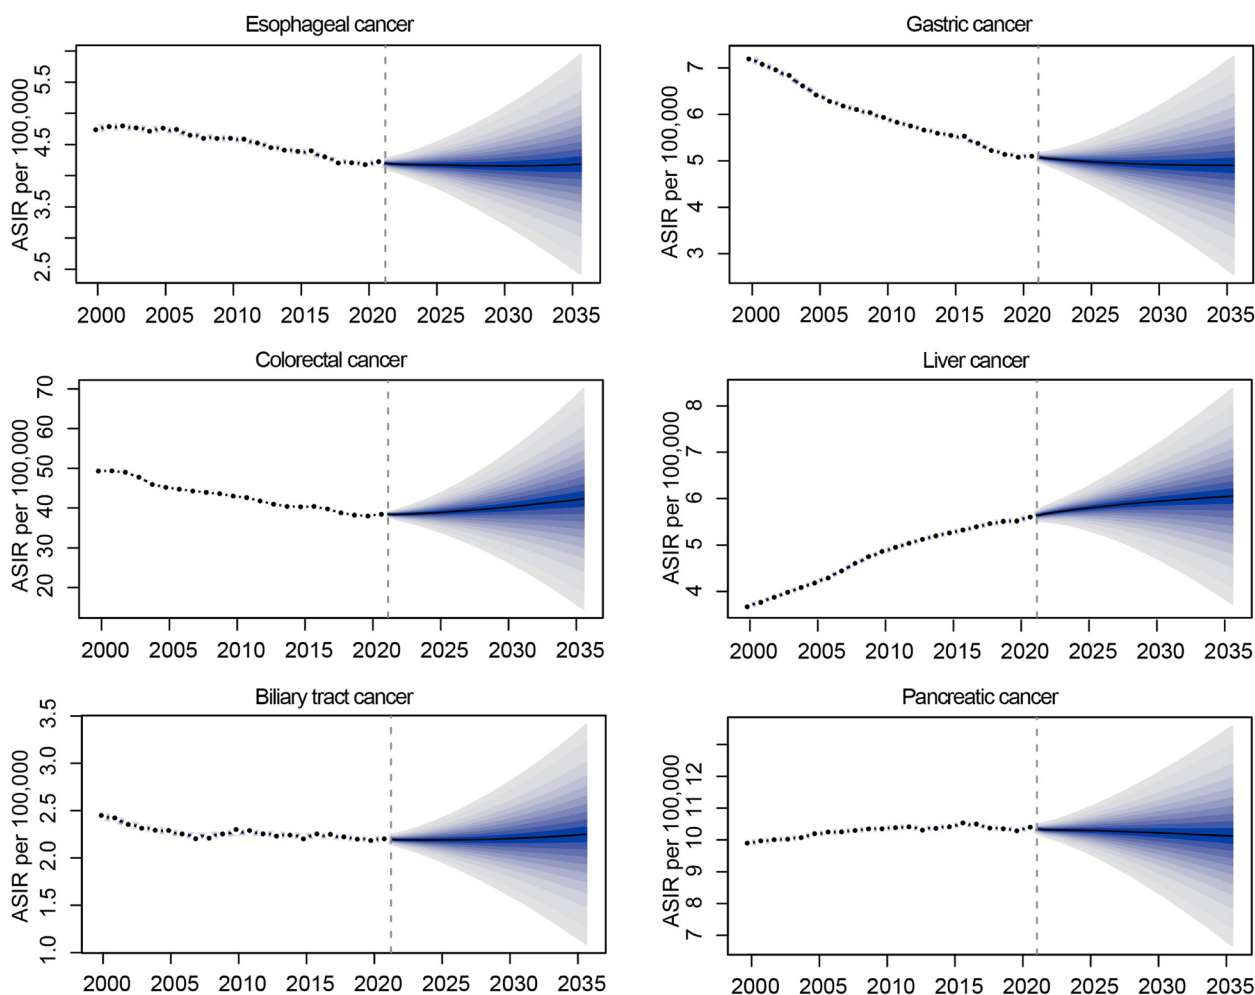 Esophageal cancer
ASIR per 100,000
5.5
4.5
3.5
2.5
2000 2005 2010 2015 2020 2025 2030 2035
Gastric cancer
ASIR per 100,000
7
6
5
4
3
2000 2005 2010 2015 2020 2025 2030 2035
Colorectal cancer
ASIR per 100,000
70
60
50
40
30
20
2000 2005 2010 2015 2020 2025 2030 2035
Liver cancer
ASIR per 100,000
8
7
6
5
4
2000 2005 2010 2015 2020 2025 2030 2035
Biliary tract cancer
ASIR per 100,000
3.5
3.0
2.5
2.0
1.5
1.0
2000 2005 2010 2015 2020 2025 2030 2035
Pancreatic cancer
ASIR per 100,000
12
11
10
9
8
7
2000 2005 2010 2015 2020 2025 2030 2035